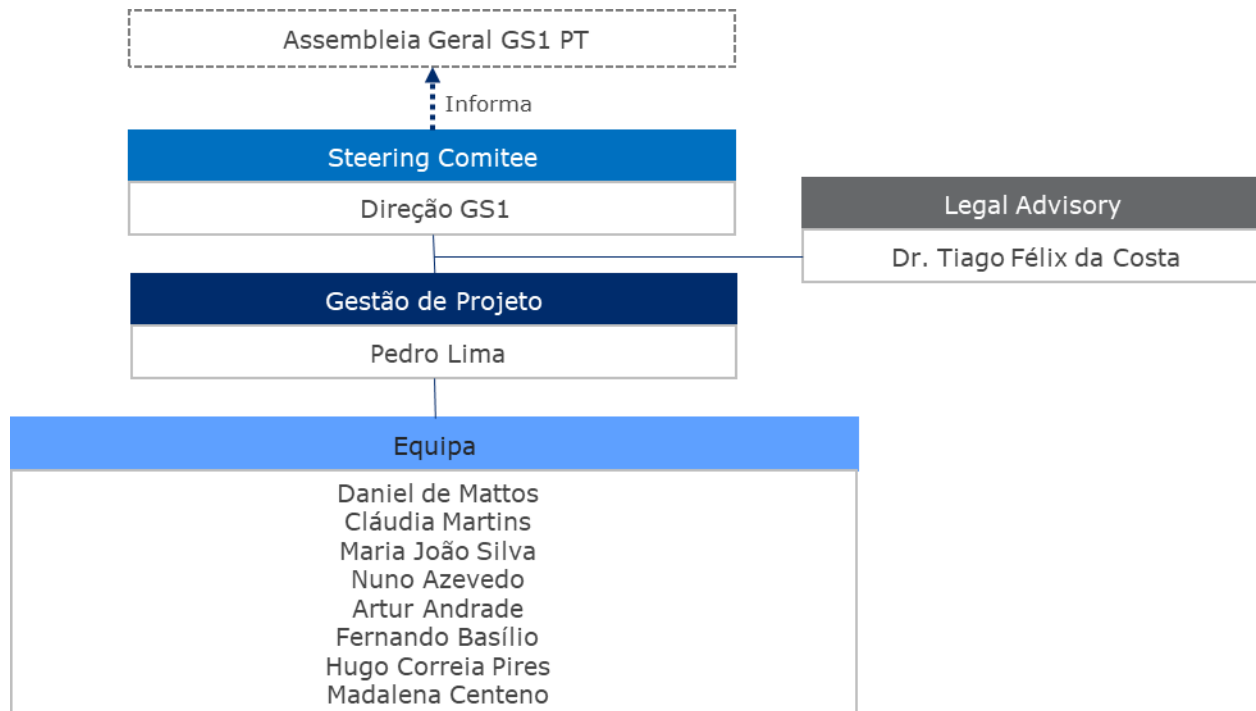 Assembleia Geral GS1 PT
Informa
Steering Comitee
Direção GS1
Legal Advisory
Dr. Tiago Félix da Costa
Gestão de Projeto
Pedro Lima
Equipa
Daniel de Mattos
Cláudia Martins
Maria João Silva
Nuno Azevedo
Artur Andrade
Fernando Basílio
Hugo Correia Pires
Madalena Centeno